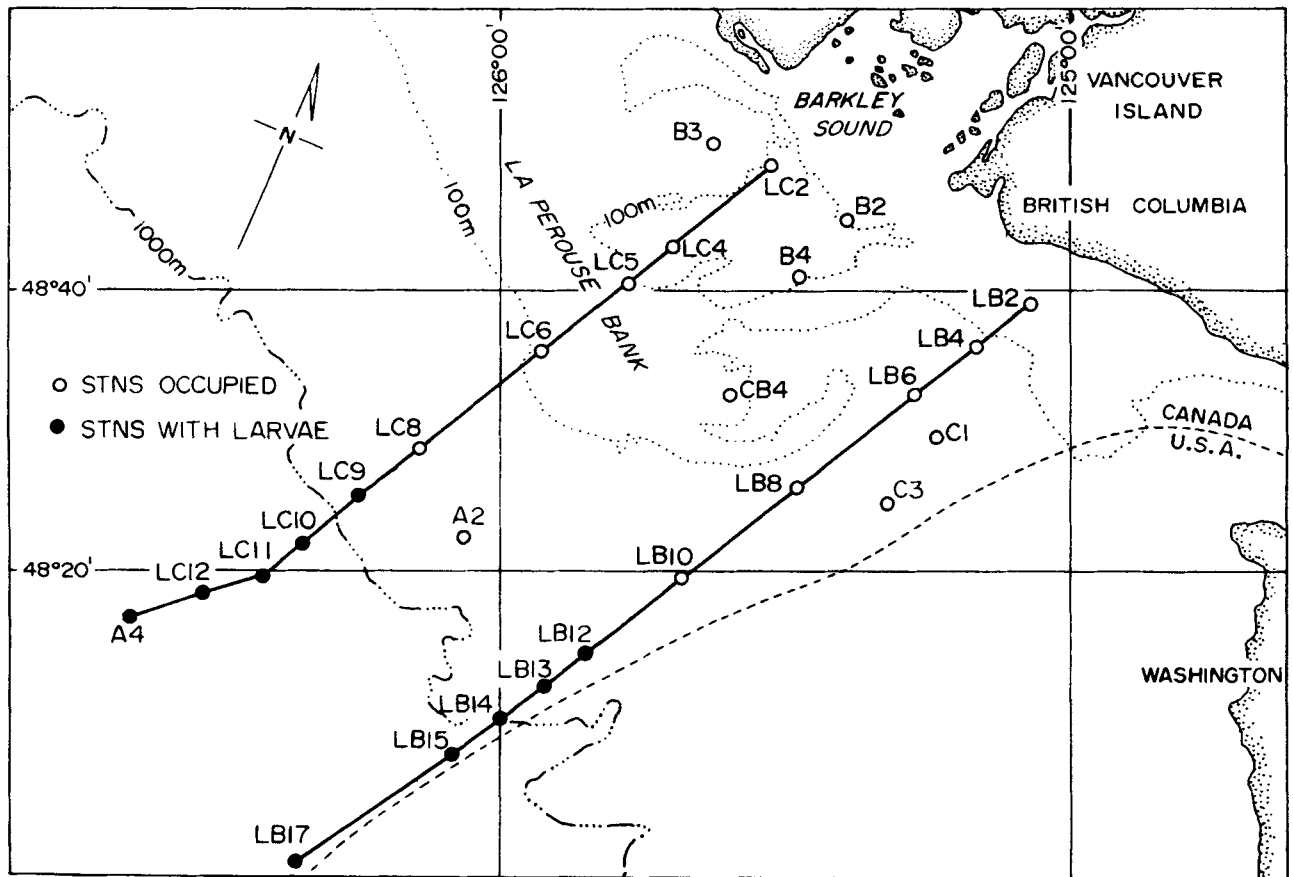 126°00'
125°00'
VANCOUVER
ISLAND
BARKLEY
SOUND
N
B3
LA PEROUSE
BANK
LC2
100m
1000m
100m
B2
BRITISH COLUMBIA
LC4
B4
LC5
48°40'
LB2
LC6
LB4
○ STNS OCCUPIED
LB6
CB4
● STNS WITH LARVAE
LC8
CANADA
U.S.A.
C1
LC9
LB8
C3
LC10
A2
LC11
LB10
48°20'
LC12
A4
LB12
LB13
WASHINGTON
LB14
LB15
LB17